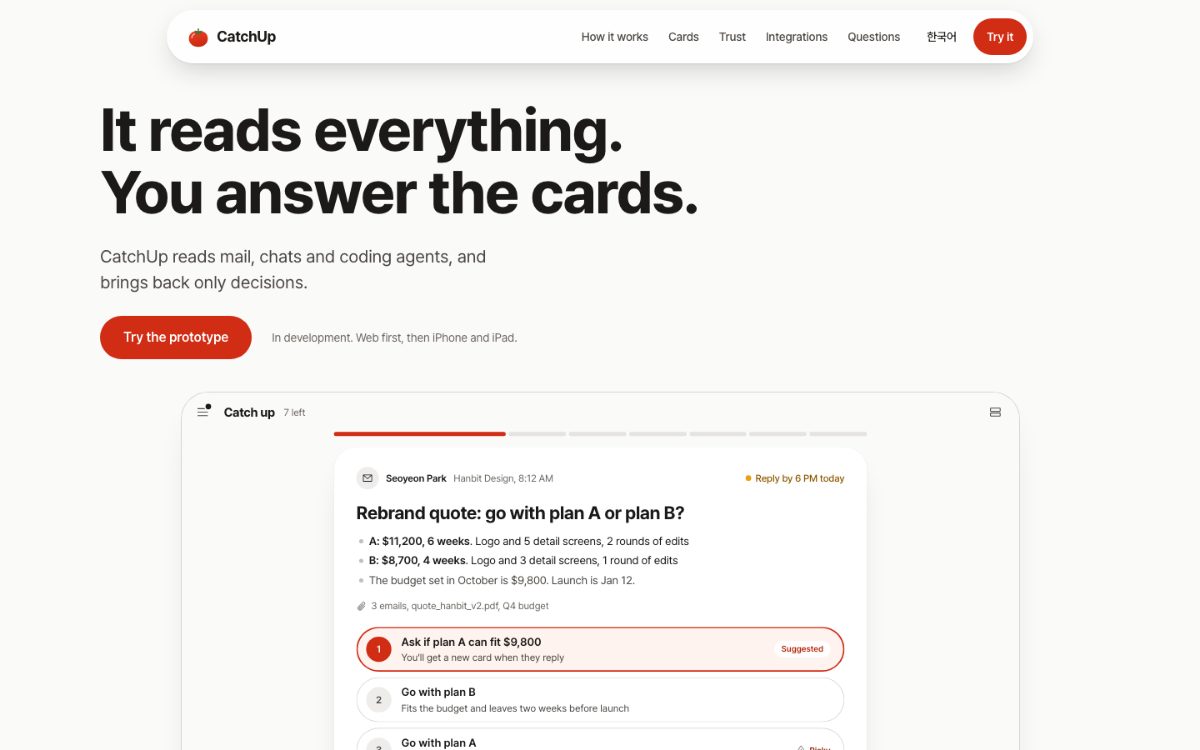 CatchUp
How it works
Cards
Trust
Integrations
Questions
한국어
Try it
It reads everything.
You answer the cards.
CatchUp reads mail, chats and coding agents, and
brings back only decisions.
Try the prototype
In development. Web first, then iPhone and iPad.
Catch up
7 left
Seoyeon Park Hanbit Design, 8:12 AM
Reply by 6 PM today
Rebrand quote: go with plan A or plan B?
A: $11,200, 6 weeks. Logo and 5 detail screens, 2 rounds of edits
B: $8,700, 4 weeks. Logo and 3 detail screens, 1 round of edits
The budget set in October is $9,800. Launch is Jan 12.
3 emails, quote_hanbit_v2.pdf, Q4 budget
1
Ask if plan A can fit $9,800
You'll get a new card when they reply
Suggested
2
Go with plan B
Fits the budget and leaves two weeks before launch
3
Go with plan A
Risky